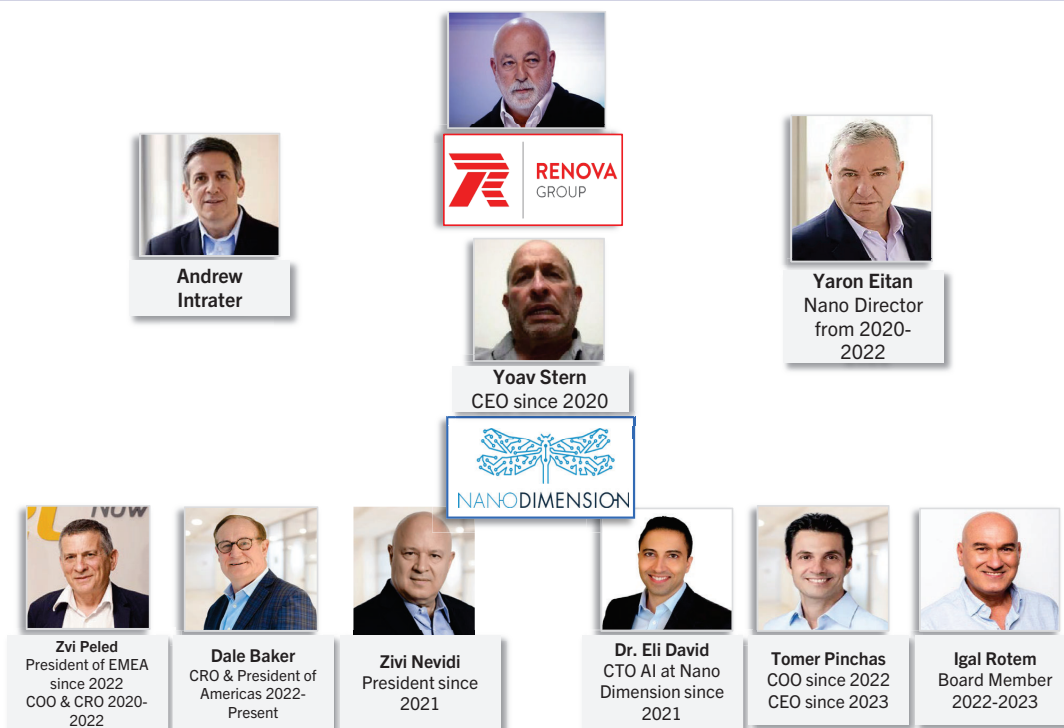 RENOVA
GROUP
Andrew
Intrater
Yaron Eitan
Nano Director
from 2020-
2022
Yoav Stern
CEO since 2020
NANODIMENSION
Now
Zvi Peled
President of EMEA
since 2022
COO & CRO 2020-
2022
Dale Baker
CRO & President of
Americas 2022-
Present
Zivi Nevidi
President since
2021
Dr. Eli David
CTO AI at Nano
Dimension since
2021
Tomer Pinchas
COO since 2022
CEO since 2023
Igal Rotem
Board Member
2022-2023